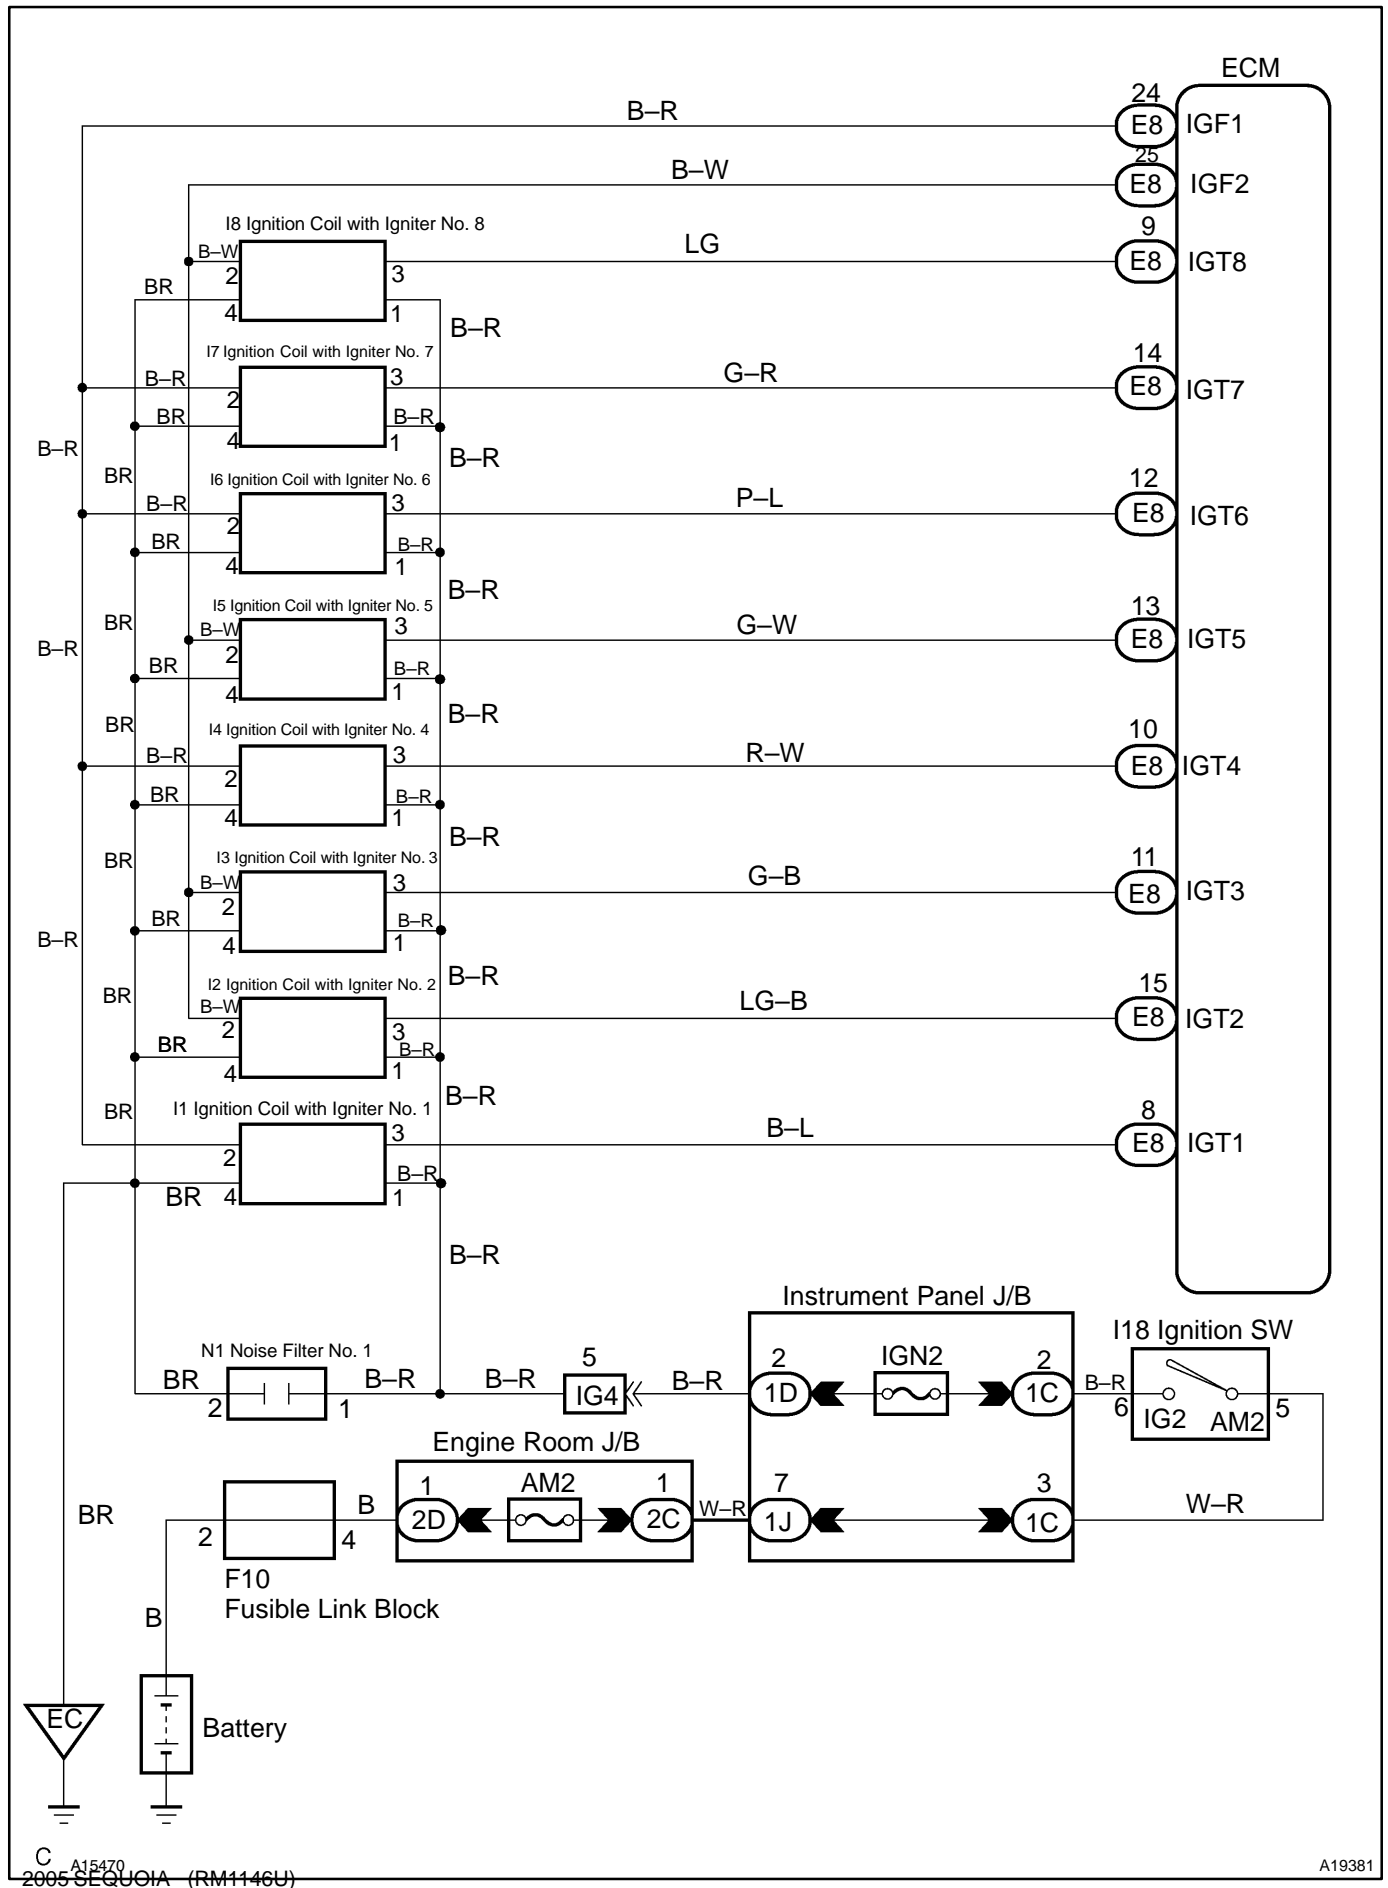 ECM
24
B–R
E8 IGF1
25
B–W
E8 IGF2
I8 Ignition Coil with Igniter No. 8
9
B–W
LG
E8 IGT8
2
3
BR
4
1
B–R
I7 Ignition Coil with Igniter No. 7
14
B–R
3
G–R
E8 IGT7
2
BR
B–R
4
1
B–R
B–R
BR
I6 Ignition Coil with Igniter No. 6
12
B–R
3
P–L
E8 IGT6
2
BR
B–R
4
1
B–R
I5 Ignition Coil with Igniter No. 5
13
BR
B–W
3
G–W
E8 IGT5
B–R
2
BR
B–R
4
1
B–R
BR
I4 Ignition Coil with Igniter No. 4
10
B–R
3
R–W
E8 IGT4
2
BR
B–R
4
1
B–R
BR
I3 Ignition Coil with Igniter No. 3
11
B–W
3
G–B
E8 IGT3
2
BR
B–R
4
1
B–R
B–R
BR
I2 Ignition Coil with Igniter No. 2
15
B–W
LG–B
E8 IGT2
2
3
BR
B–R
4
1
B–R
BR
I1 Ignition Coil with Igniter No. 1
8
3
B–L
E8 IGT1
2
B–R
BR
4
1
B–R
Instrument Panel J/B
I18 Ignition SW
N1 Noise Filter No. 1
5
2
IGN2
2
BR
B–R
B–R
IG4
B–R
1D
1C
B–R
2
1
6
IG2
AM2
5
Engine Room J/B
1
AM2
1
7
3
BR
B
2D
2C
W–R
1J
1C
W–R
2
4
F10
Fusible Link Block
B
EC
Battery
C
A15470
A19381
2005 SEQUOIA (RM1146U)